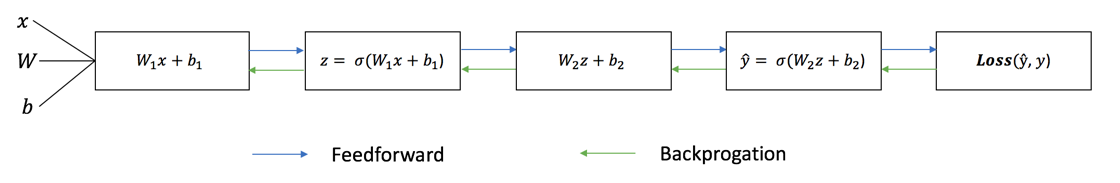 x
W
b
W₁x + b₁
z = σ(W₁x + b₁)
W₂z + b₂
ŷ = σ(W₂z + b₂)
Loss(ŷ, y)
Feedforward
Backprogation